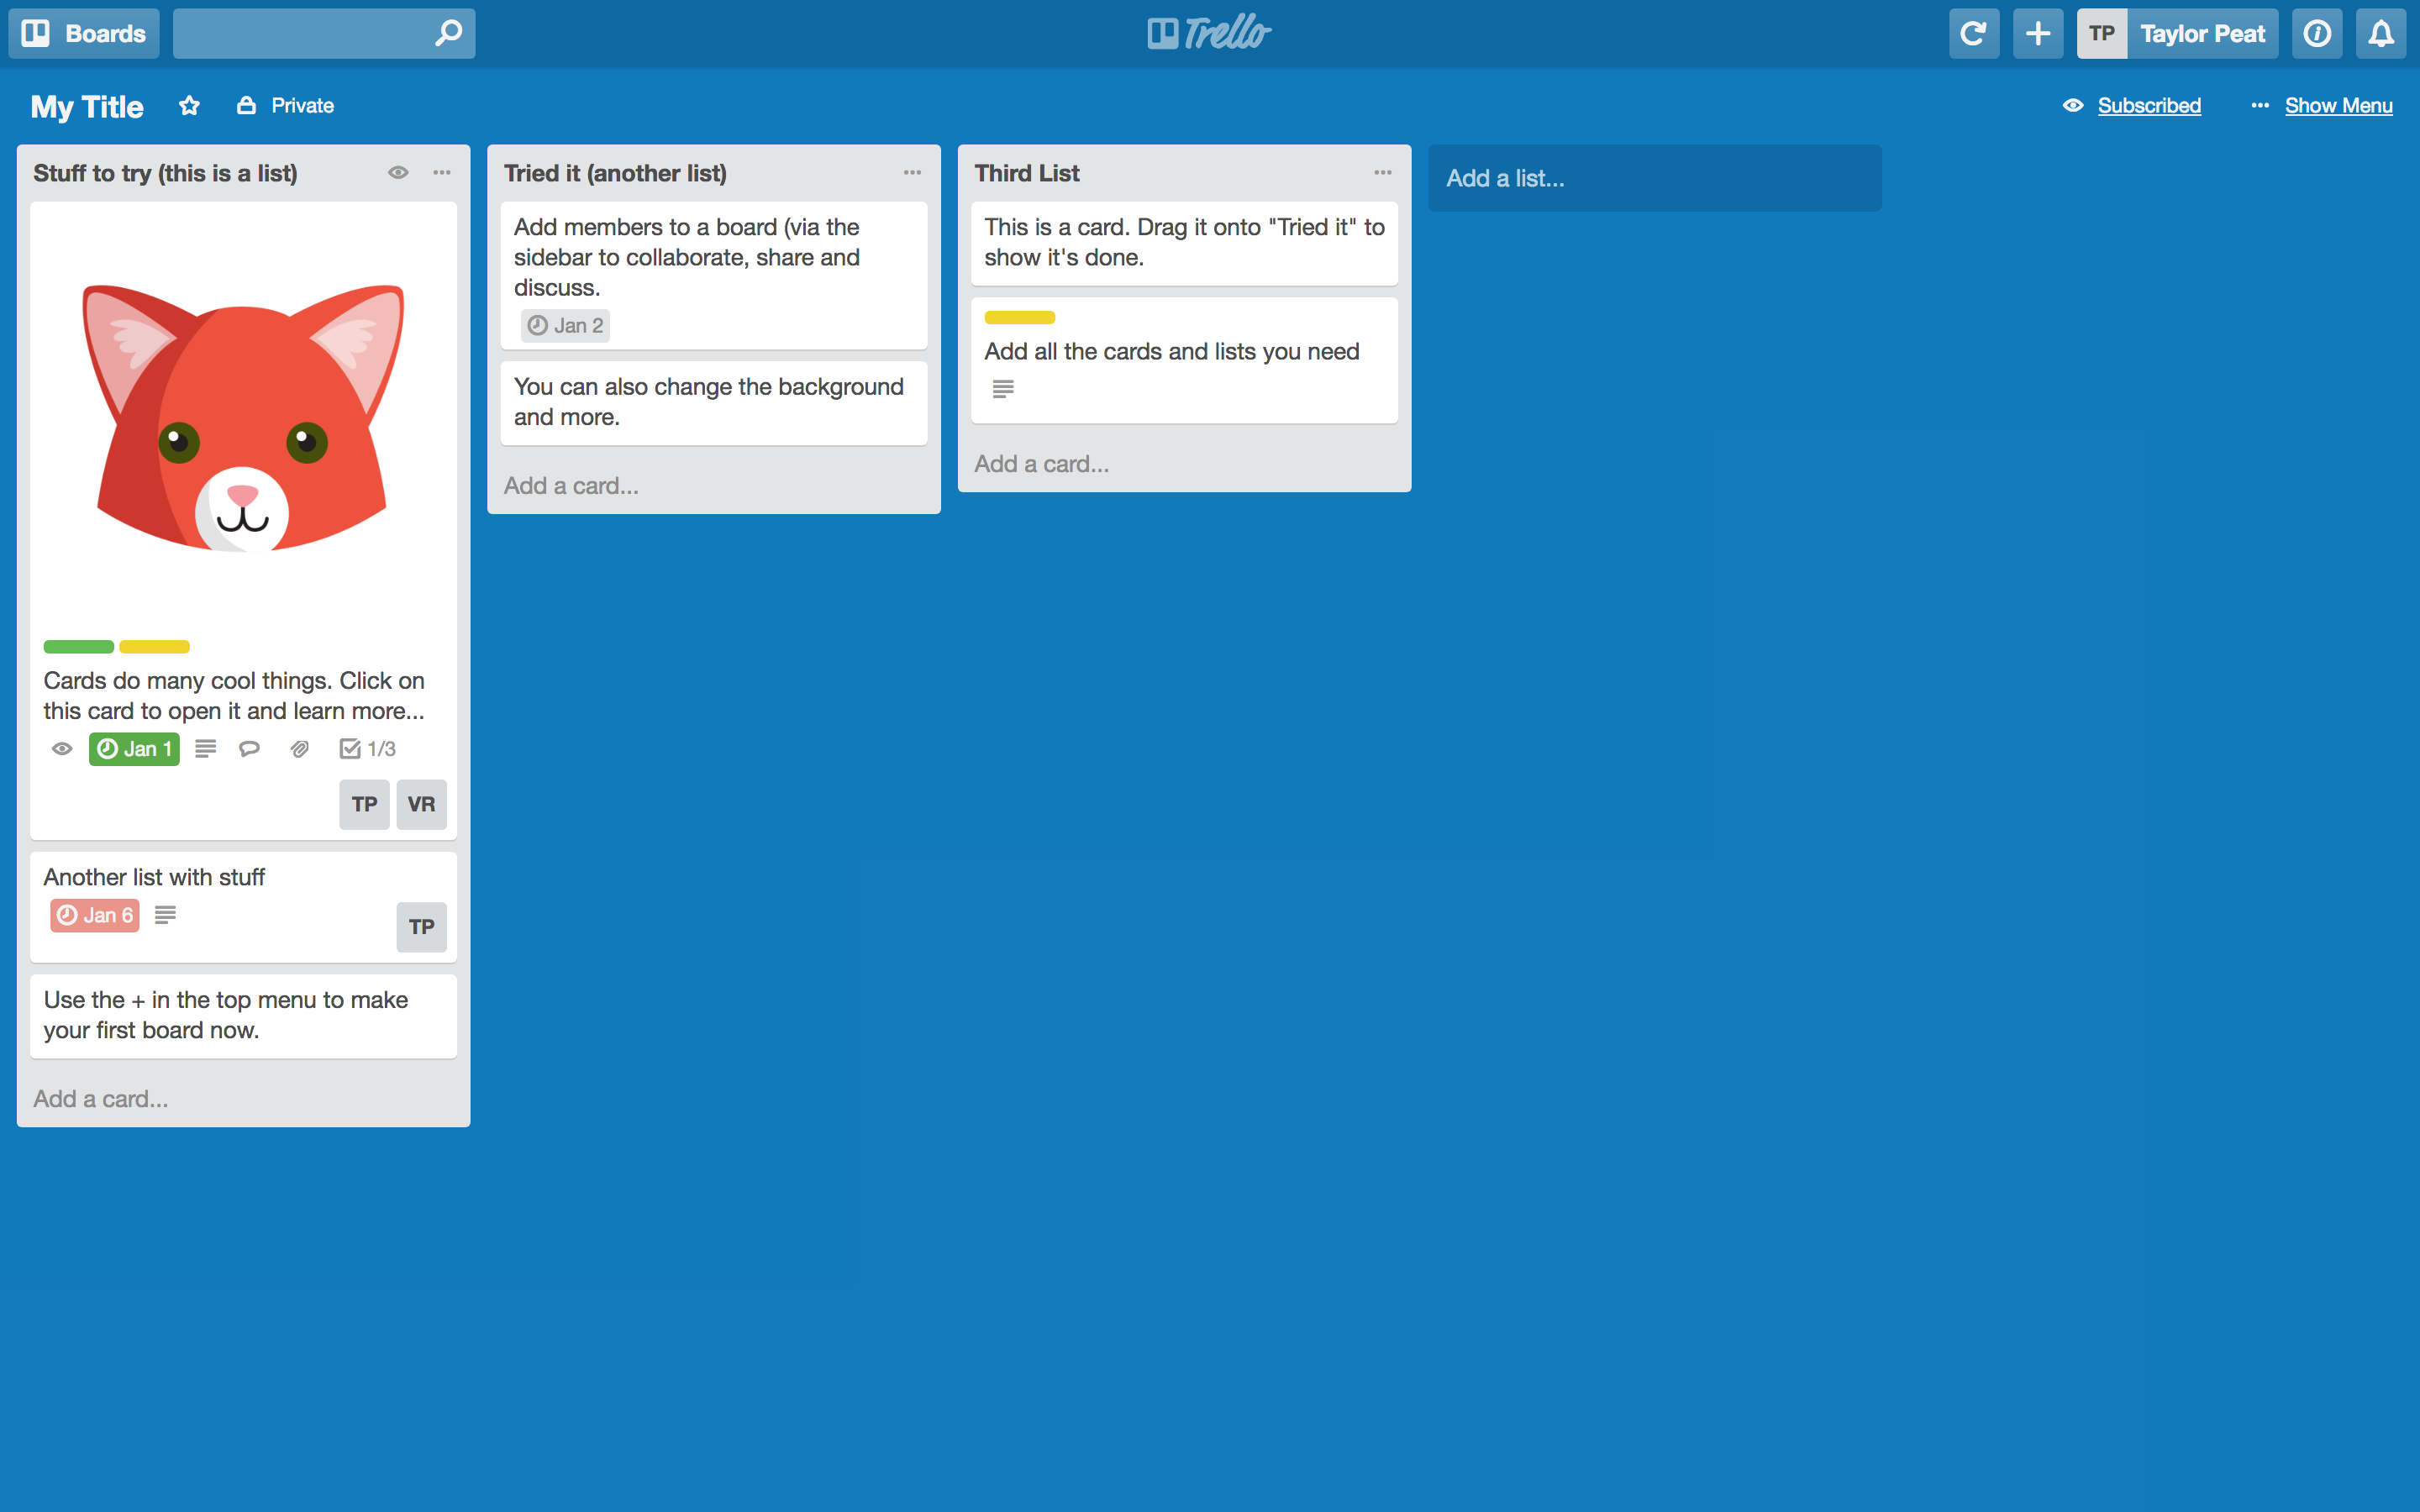 Boards
Trello
TP Taylor Peat
My Title
Private
Subscribed
Show Menu
Stuff to try (this is a list)
Cards do many cool things. Click on
this card to open it and learn more...
Jan 1
1/3
TP VR
Another list with stuff
Jan 6
TP
Use the + in the top menu to make
your first board now.
Add a card...
Tried it (another list)
Add members to a board (via the
sidebar to collaborate, share and
discuss.
Jan 2
You can also change the background
and more.
Add a card...
Third List
This is a card. Drag it onto "Tried it" to
show it's done.
Add all the cards and lists you need
Add a card...
Add a list...